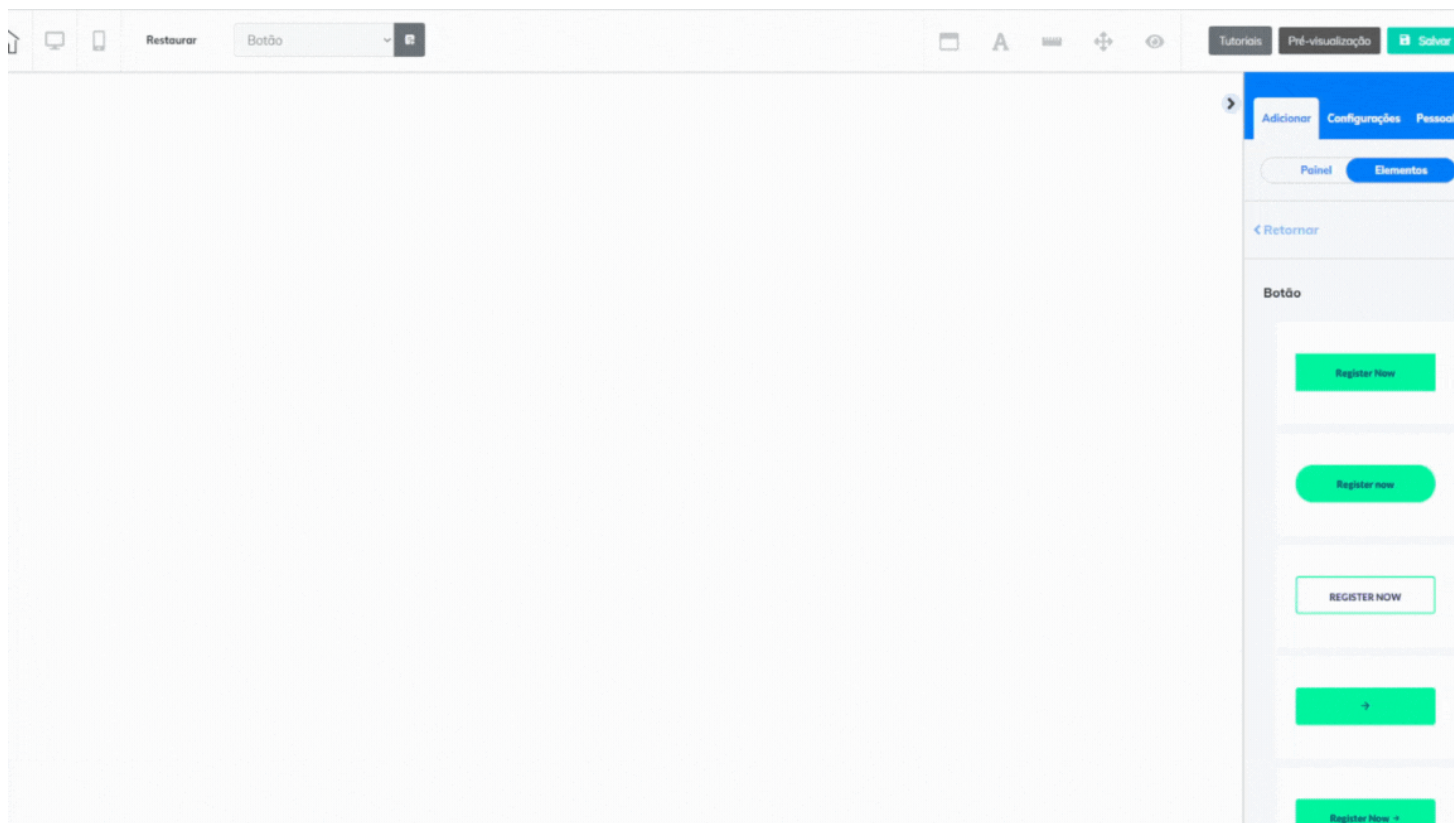 Restaurar
Botão
Tutoriais
Pré-visualização
Salvar
Adicionar
Configurações
Pessoal
Painel
Elementos
Retornar
Botão
Register Now
Register now
REGISTER NOW
→
Register Now →